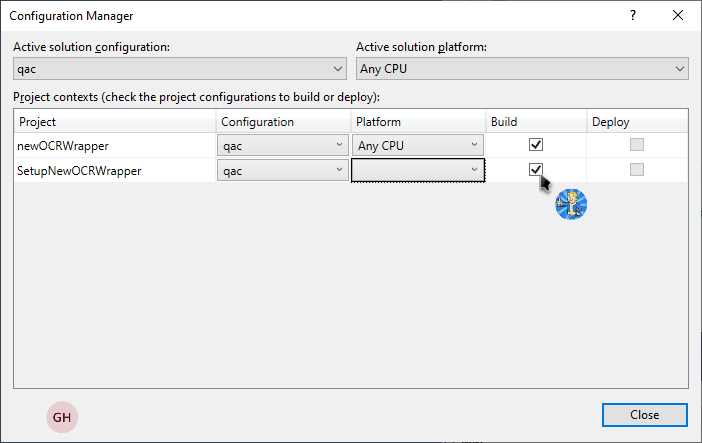 Configuration Manager
?
Active solution configuration: Active solution platform:
qac Any CPU
Project contexts (check the project configurations to build or deploy):
Project Configuration Platform Build Deploy
newOCRWrapper qac Any CPU
SetupNewOCRWrapper qac
GH
Close